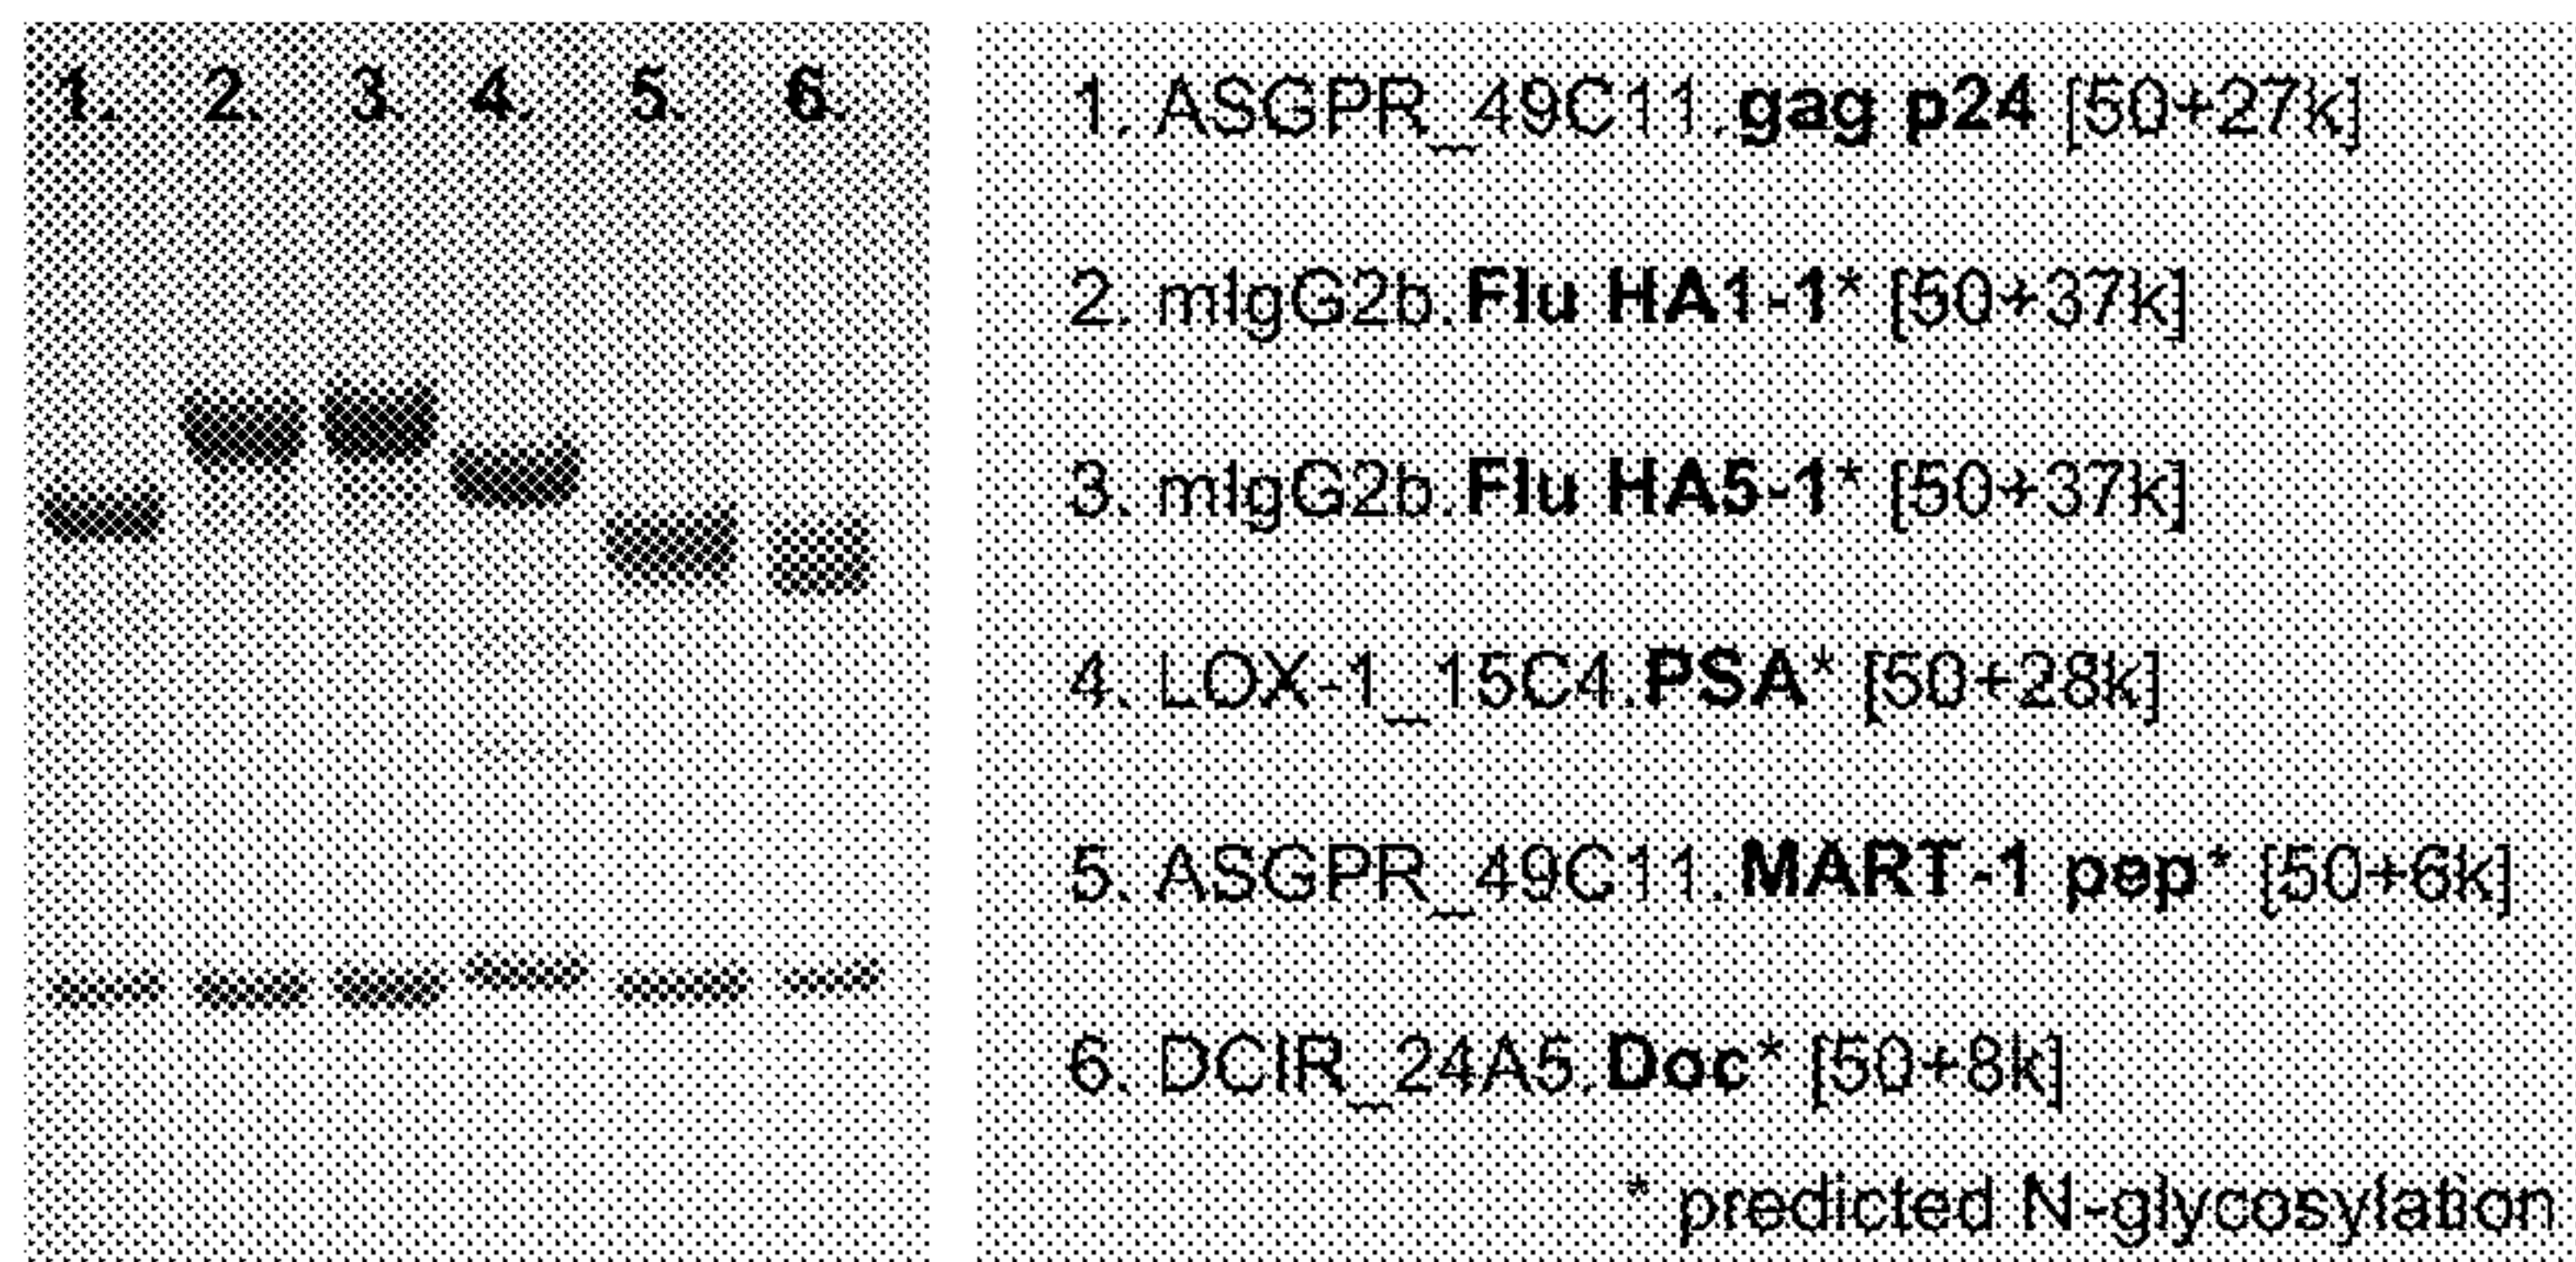 1. 2. 3. 4. 5. 6.
1. ASGPR_49C11.gag p24 [50+27k]
2. mIgG2b.Flu HA1-1* [50+37k]
3. mIgG2b.Flu HA5-1* [50+37k]
4. LOX-1_15C4.PSA* [50+28k]
5. ASGPR_49C11.MART-1 pep* [50+6k]
6. DCIR_24A5.Doc* [50+8k]
* predicted N-glycosylation